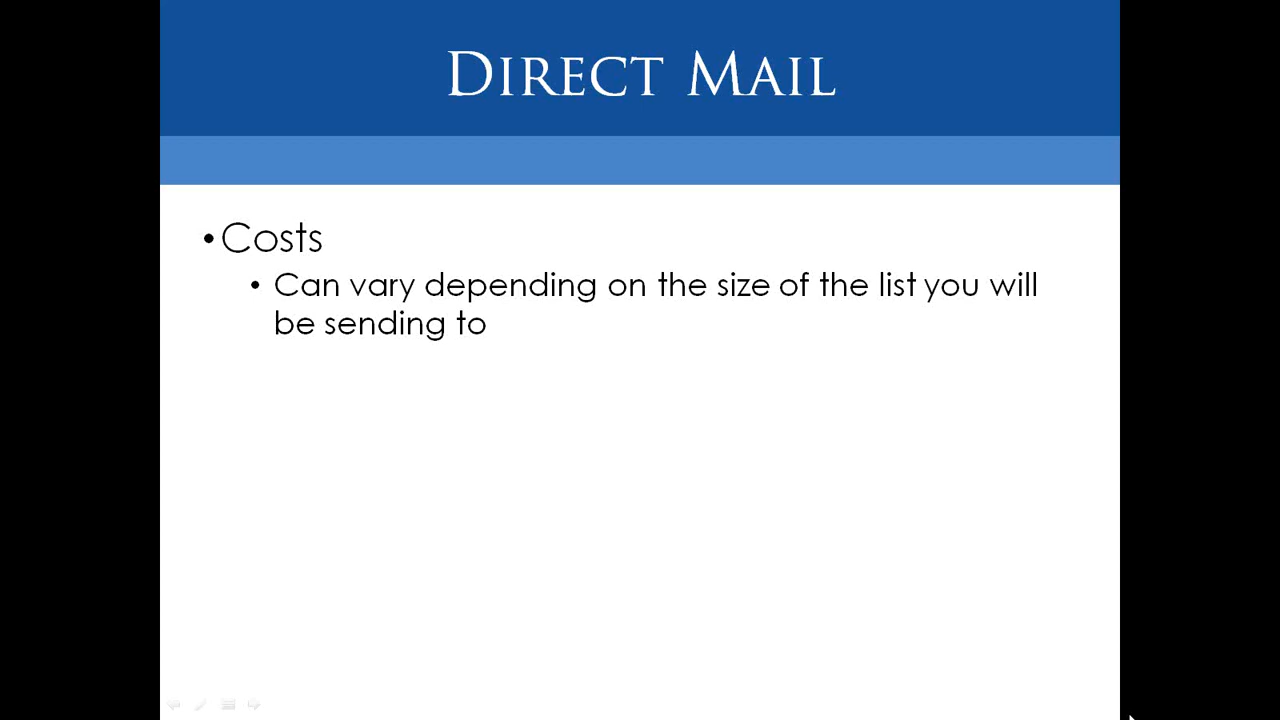 Direct Mail
• Costs
• Can vary depending on the size of the list you will
be sending to